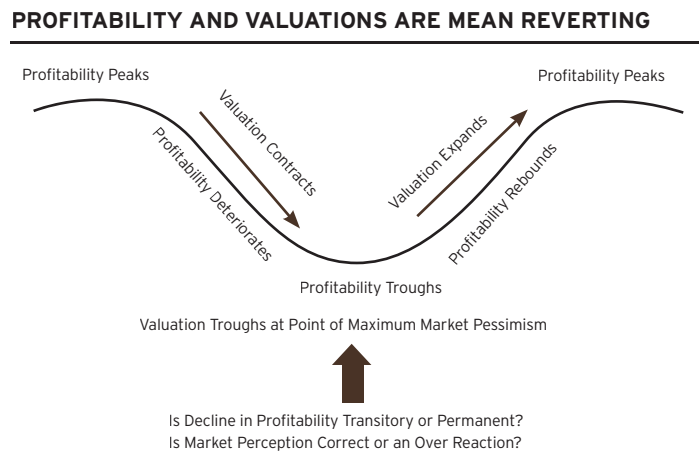 PROFITABILITY AND VALUATIONS ARE MEAN REVERTING
Profitability Peaks
Profitability Peaks
Valuation Contracts
Profitability Deteriorates
Valuation Expands
Profitability Rebounds
Profitability Troughs
Valuation Troughs at Point of Maximum Market Pessimism
Is Decline in Profitability Transitory or Permanent?
Is Market Perception Correct or an Over Reaction?